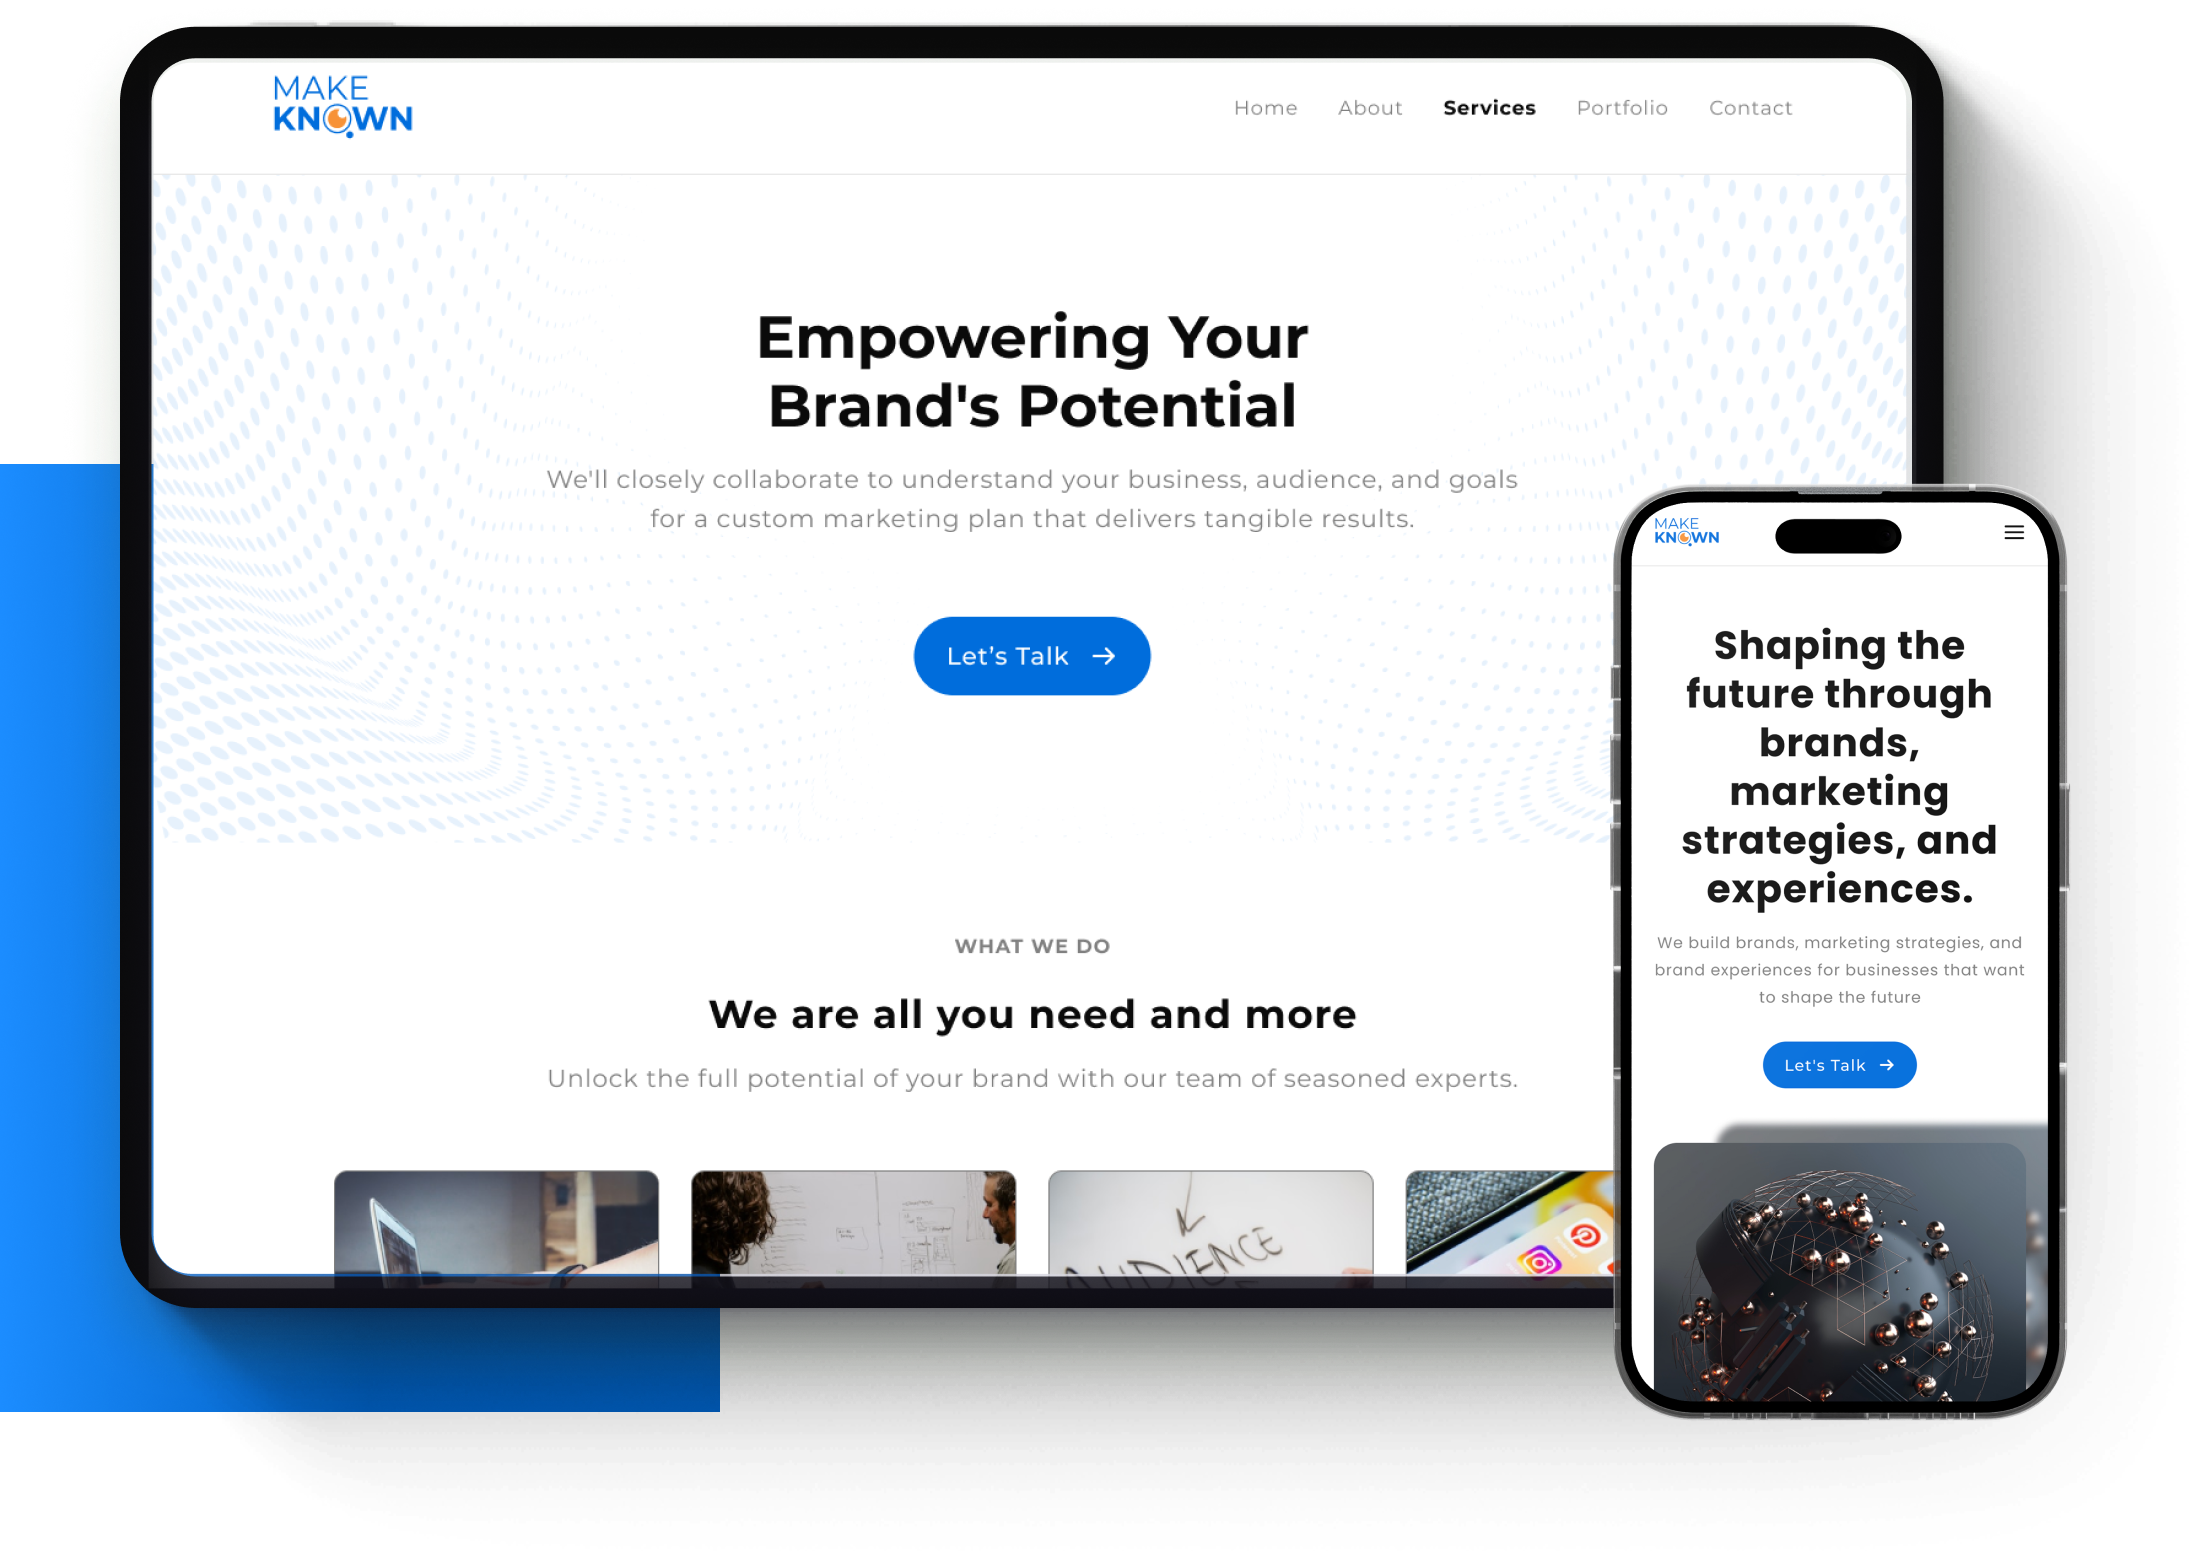 MAKE
KNOWN
Home About Services Portfolio Contact
Empowering Your
Brand's Potential
We'll closely collaborate to understand your business, audience, and goals
for a custom marketing plan that delivers tangible results.
Let’s Talk
WHAT WE DO
We are all you need and more
Unlock the full potential of your brand with our team of seasoned experts.
AUDIENCE
MAKE
KNOWN
Shaping the
future through
brands,
marketing
strategies, and
experiences.
We build brands, marketing strategies, and
brand experiences for businesses that want
to shape the future
Let's Talk